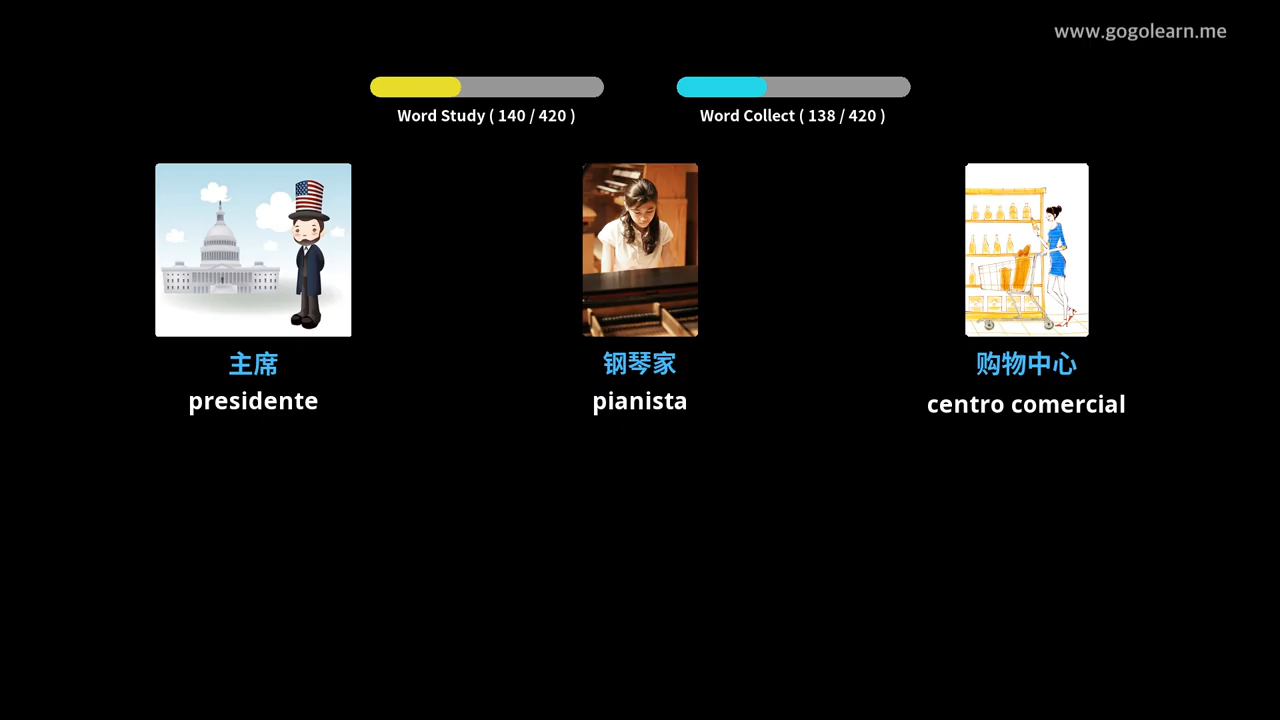 www.gogolearn.me
Word Study ( 140 / 420 )
Word Collect ( 138 / 420 )
主席
钢琴家
购物中心
presidente
pianista
centro comercial